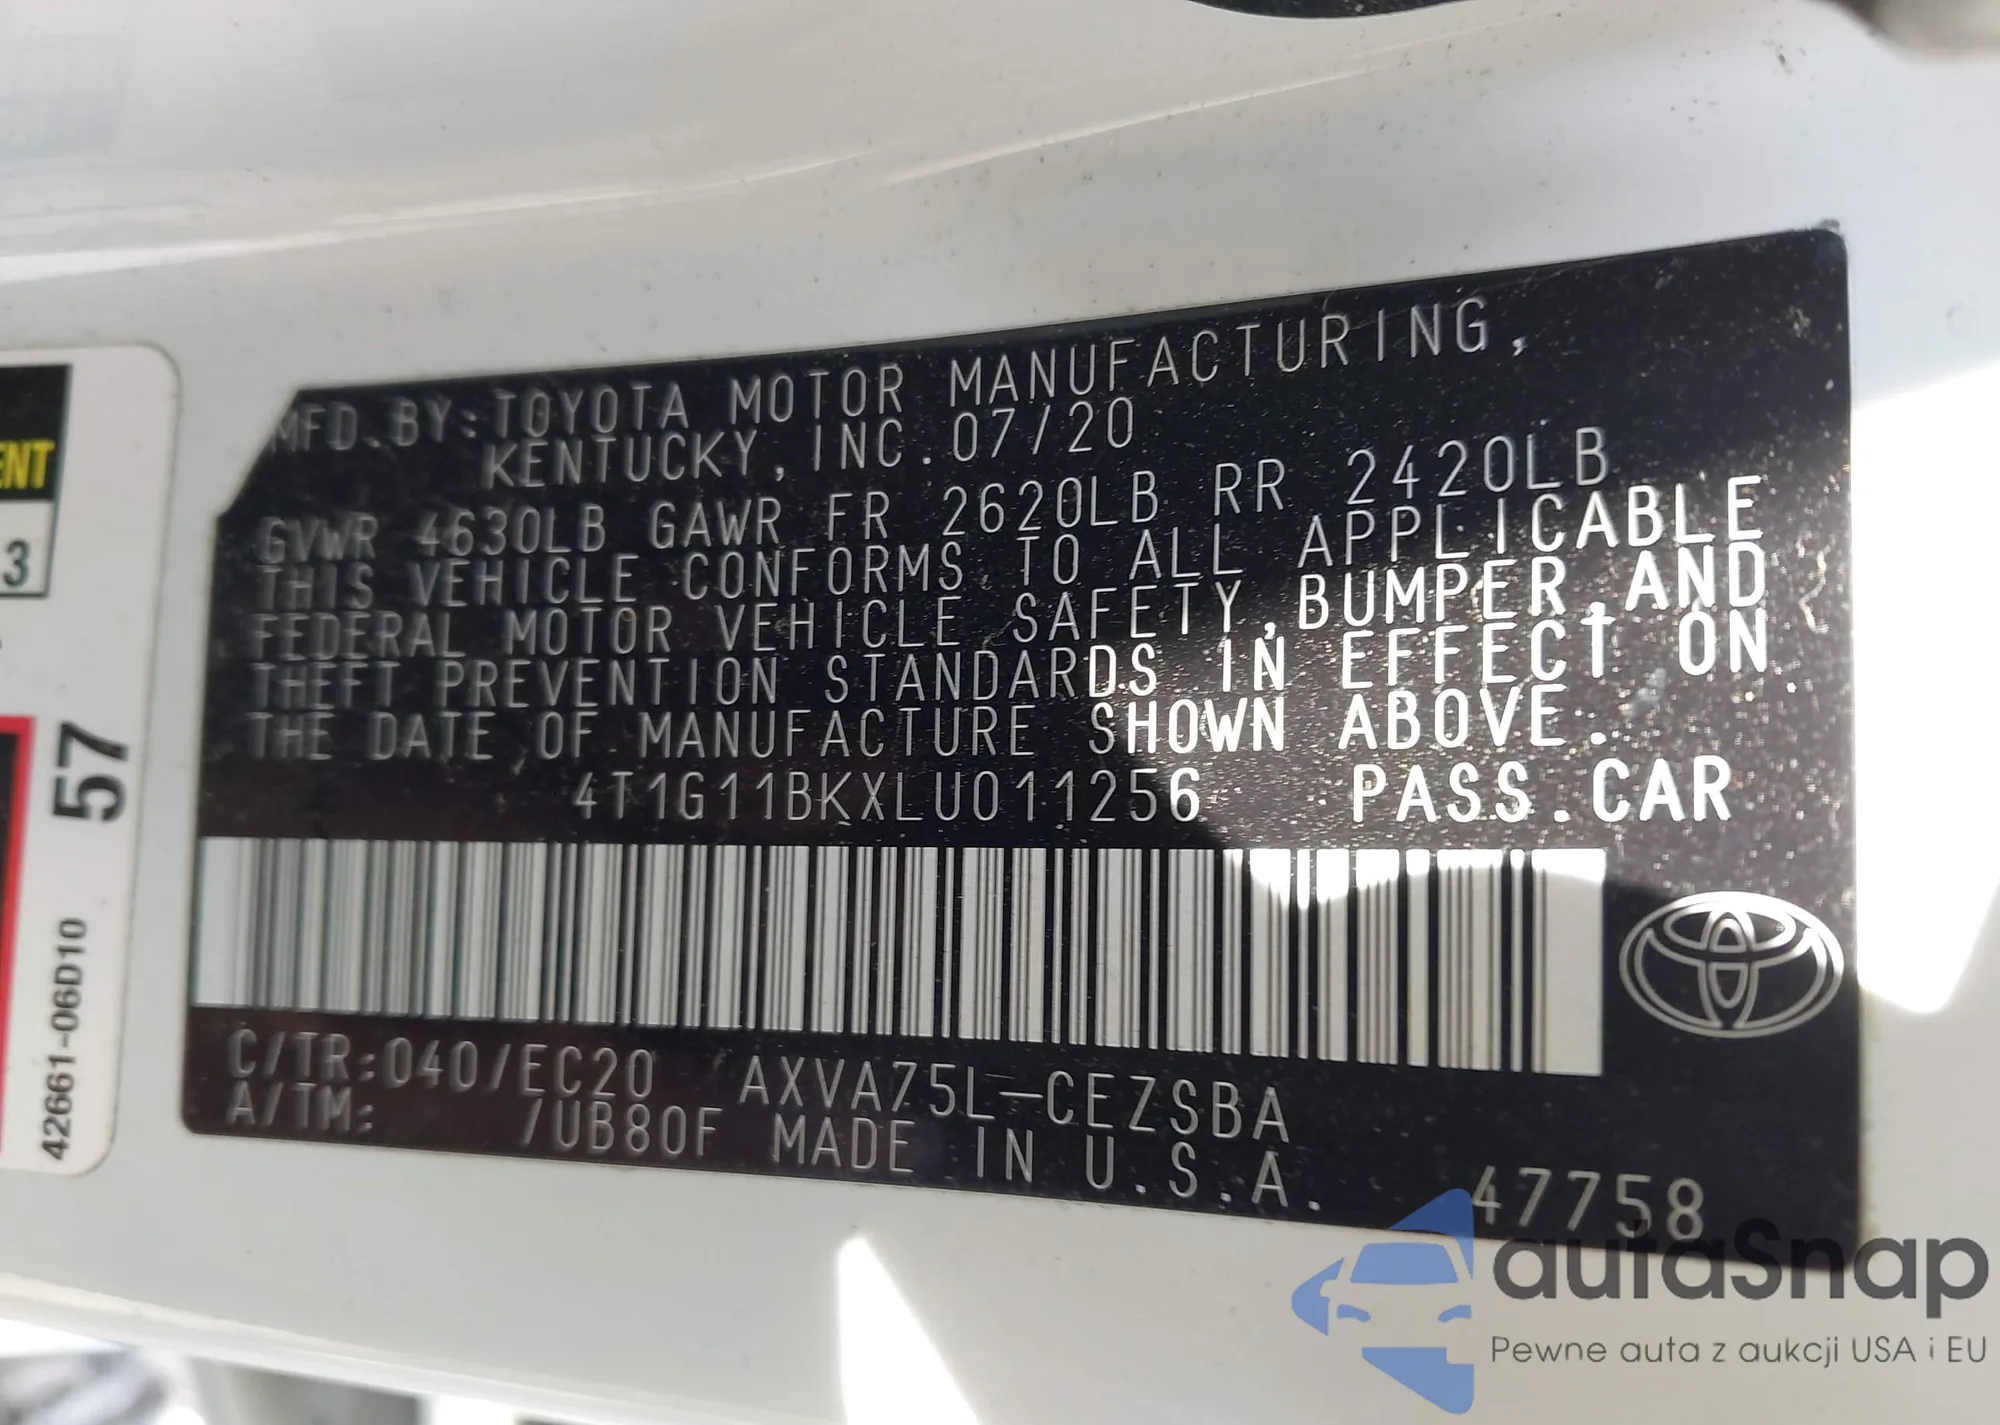 MFD. BY: TOYOTA MOTOR MANUFACTURING,
KENTUCKY, INC. 07/20
GVWR 4630LB GAWR FR 2620LB RR 2420LB
THIS VEHICLE CONFORMS TO ALL APPLICABLE
FEDERAL MOTOR VEHICLE SAFETY, BUMPER, AND
THEFT PREVENTION STANDARDS IN EFFECT ON
THE DATE OF MANUFACTURE SHOWN ABOVE.
4T1G11BKXLU011256 PASS. CAR
C/TR: 040/EC20 AXVA75L-CEZSBA
A/TM: /UB80F MADE IN U.S.A. 47758
ENT
3
57
42661-06D10
autaSnap
Pewne auta z aukcji USA i EU